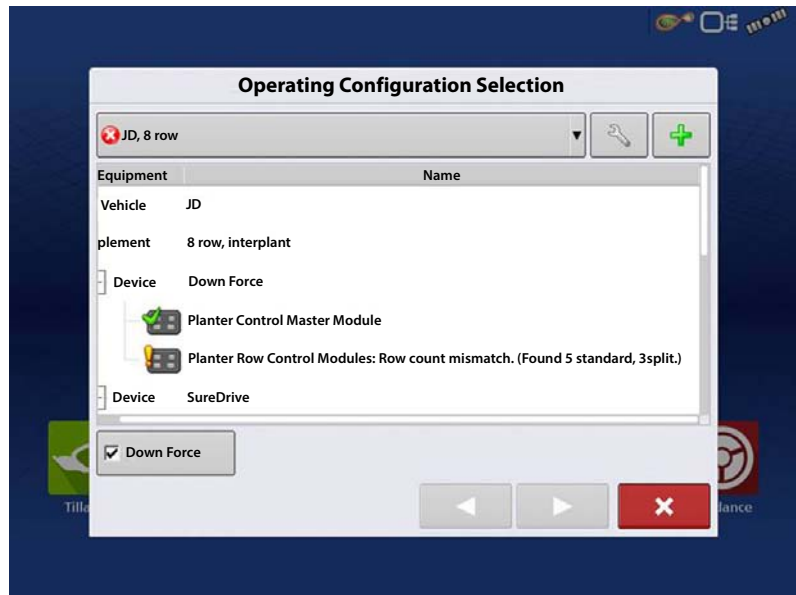 Operating Configuration Selection
JD, 8 row
Equipment Name
Vehicle JD
plement 8 row, interplant
Device Down Force
Planter Control Master Module
Planter Row Control Modules: Row count mismatch. (Found 5 standard, 3split.)
Device SureDrive
Down Force
Tilla
dance